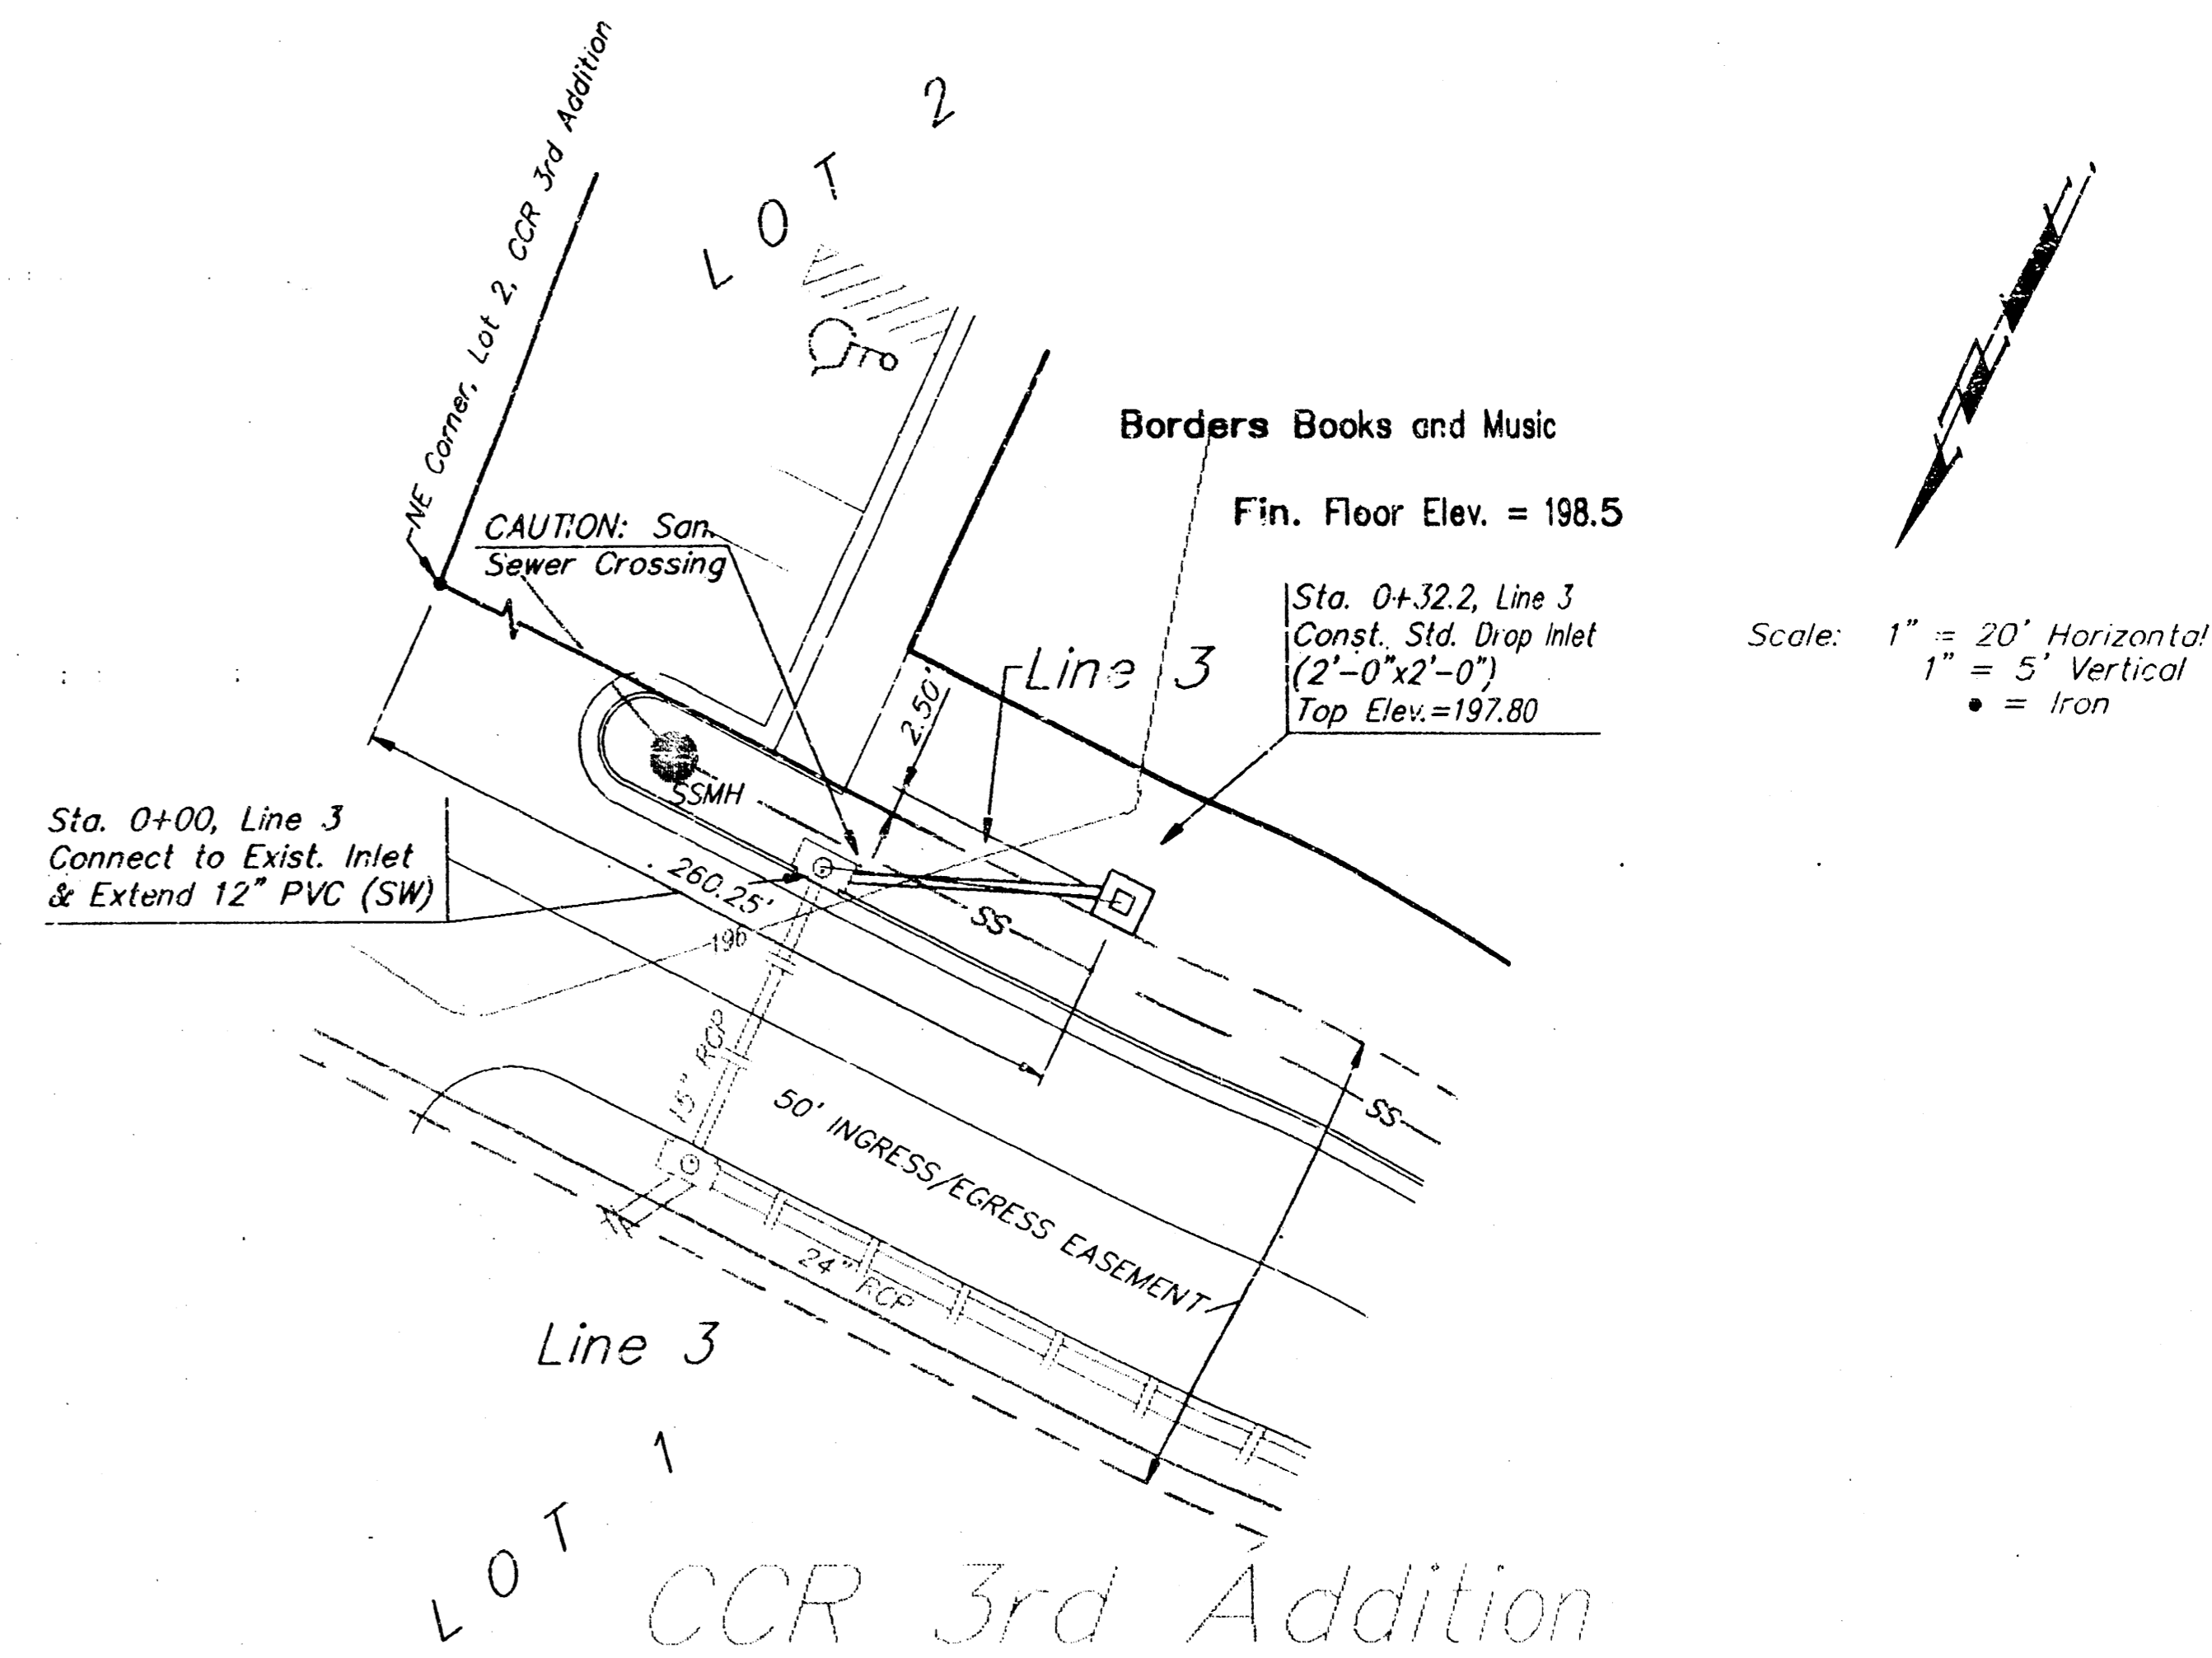 NE Corner, Lot 2, CCR 3rd Addition
LOT 2
Borders Books and Music
Fin. Floor Elev. = 198.5
CAUTION: San.
Sewer Crossing
Sta. 0+32.2, Line 3
Const. Std. Drop Inlet
(2'-0"x2'-0")
Top Elev.=197.80
Scale: 1" = 20' Horizontal
1" = 5' Vertical
● = Iron
Line 3
2.50'
SSMH
Sta. 0+00, Line 3
Connect to Exist. Inlet
& Extend 12" PVC (SW)
260.25'
SS
196
15" RCP
50' INGRESS/EGRESS EASEMENT
SS
24" RCP
Line 3
LOT 1
CCR 3rd Addition